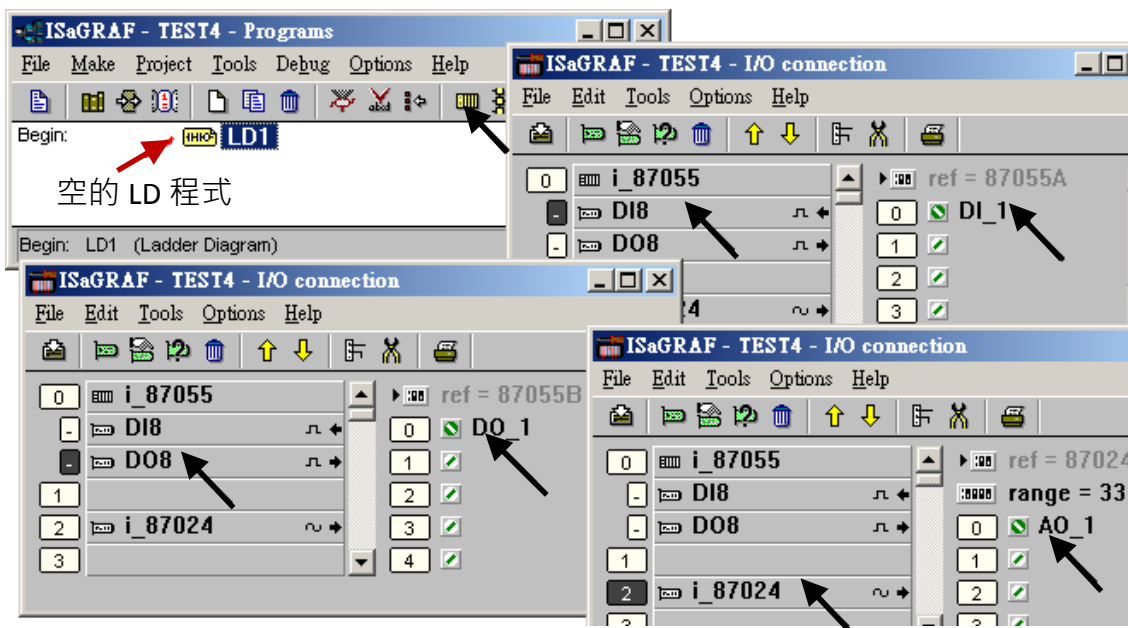 ISaGRAF - TEST4 - Programs
File Make Project Tools Debug Options Help
Begin:
LD1
空的 LD 程式
Begin: LD1 (Ladder Diagram)
ISaGRAF - TEST4 - I/O connection
File Edit Tools Options Help
0 i_87055
DI8
DO8
ref = 87055A
0 DI_1
1
2
3
ISaGRAF - TEST4 - I/O connection
File Edit Tools Options Help
0 i_87055
- DI8
- DO8
1
2 i_87024
3
ref = 87055B
0 DO_1
1
2
3
4
ISaGRAF - TEST4 - I/O connection
File Edit Tools Options Help
0 i_87055
- DI8
- DO8
1
2 i_87024
ref = 87024
range = 33
0 AO_1
1
2